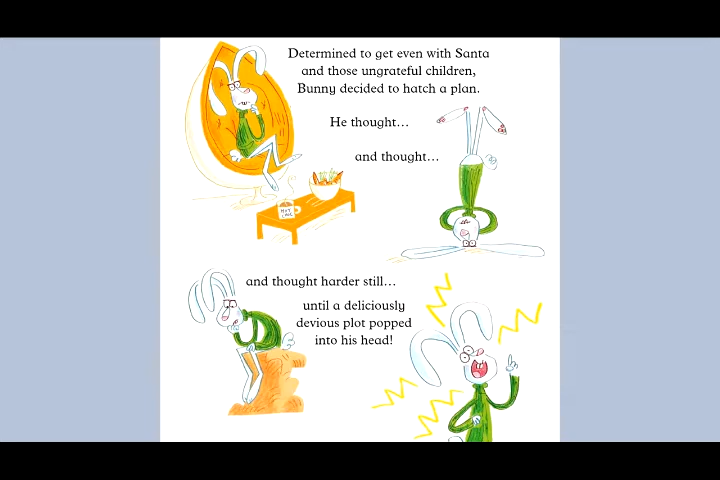 Determined to get even with Santa
and those ungrateful children,
Bunny decided to hatch a plan.
He thought…
and thought…
and thought harder still…
until a deliciously
devious plot popped
into his head!